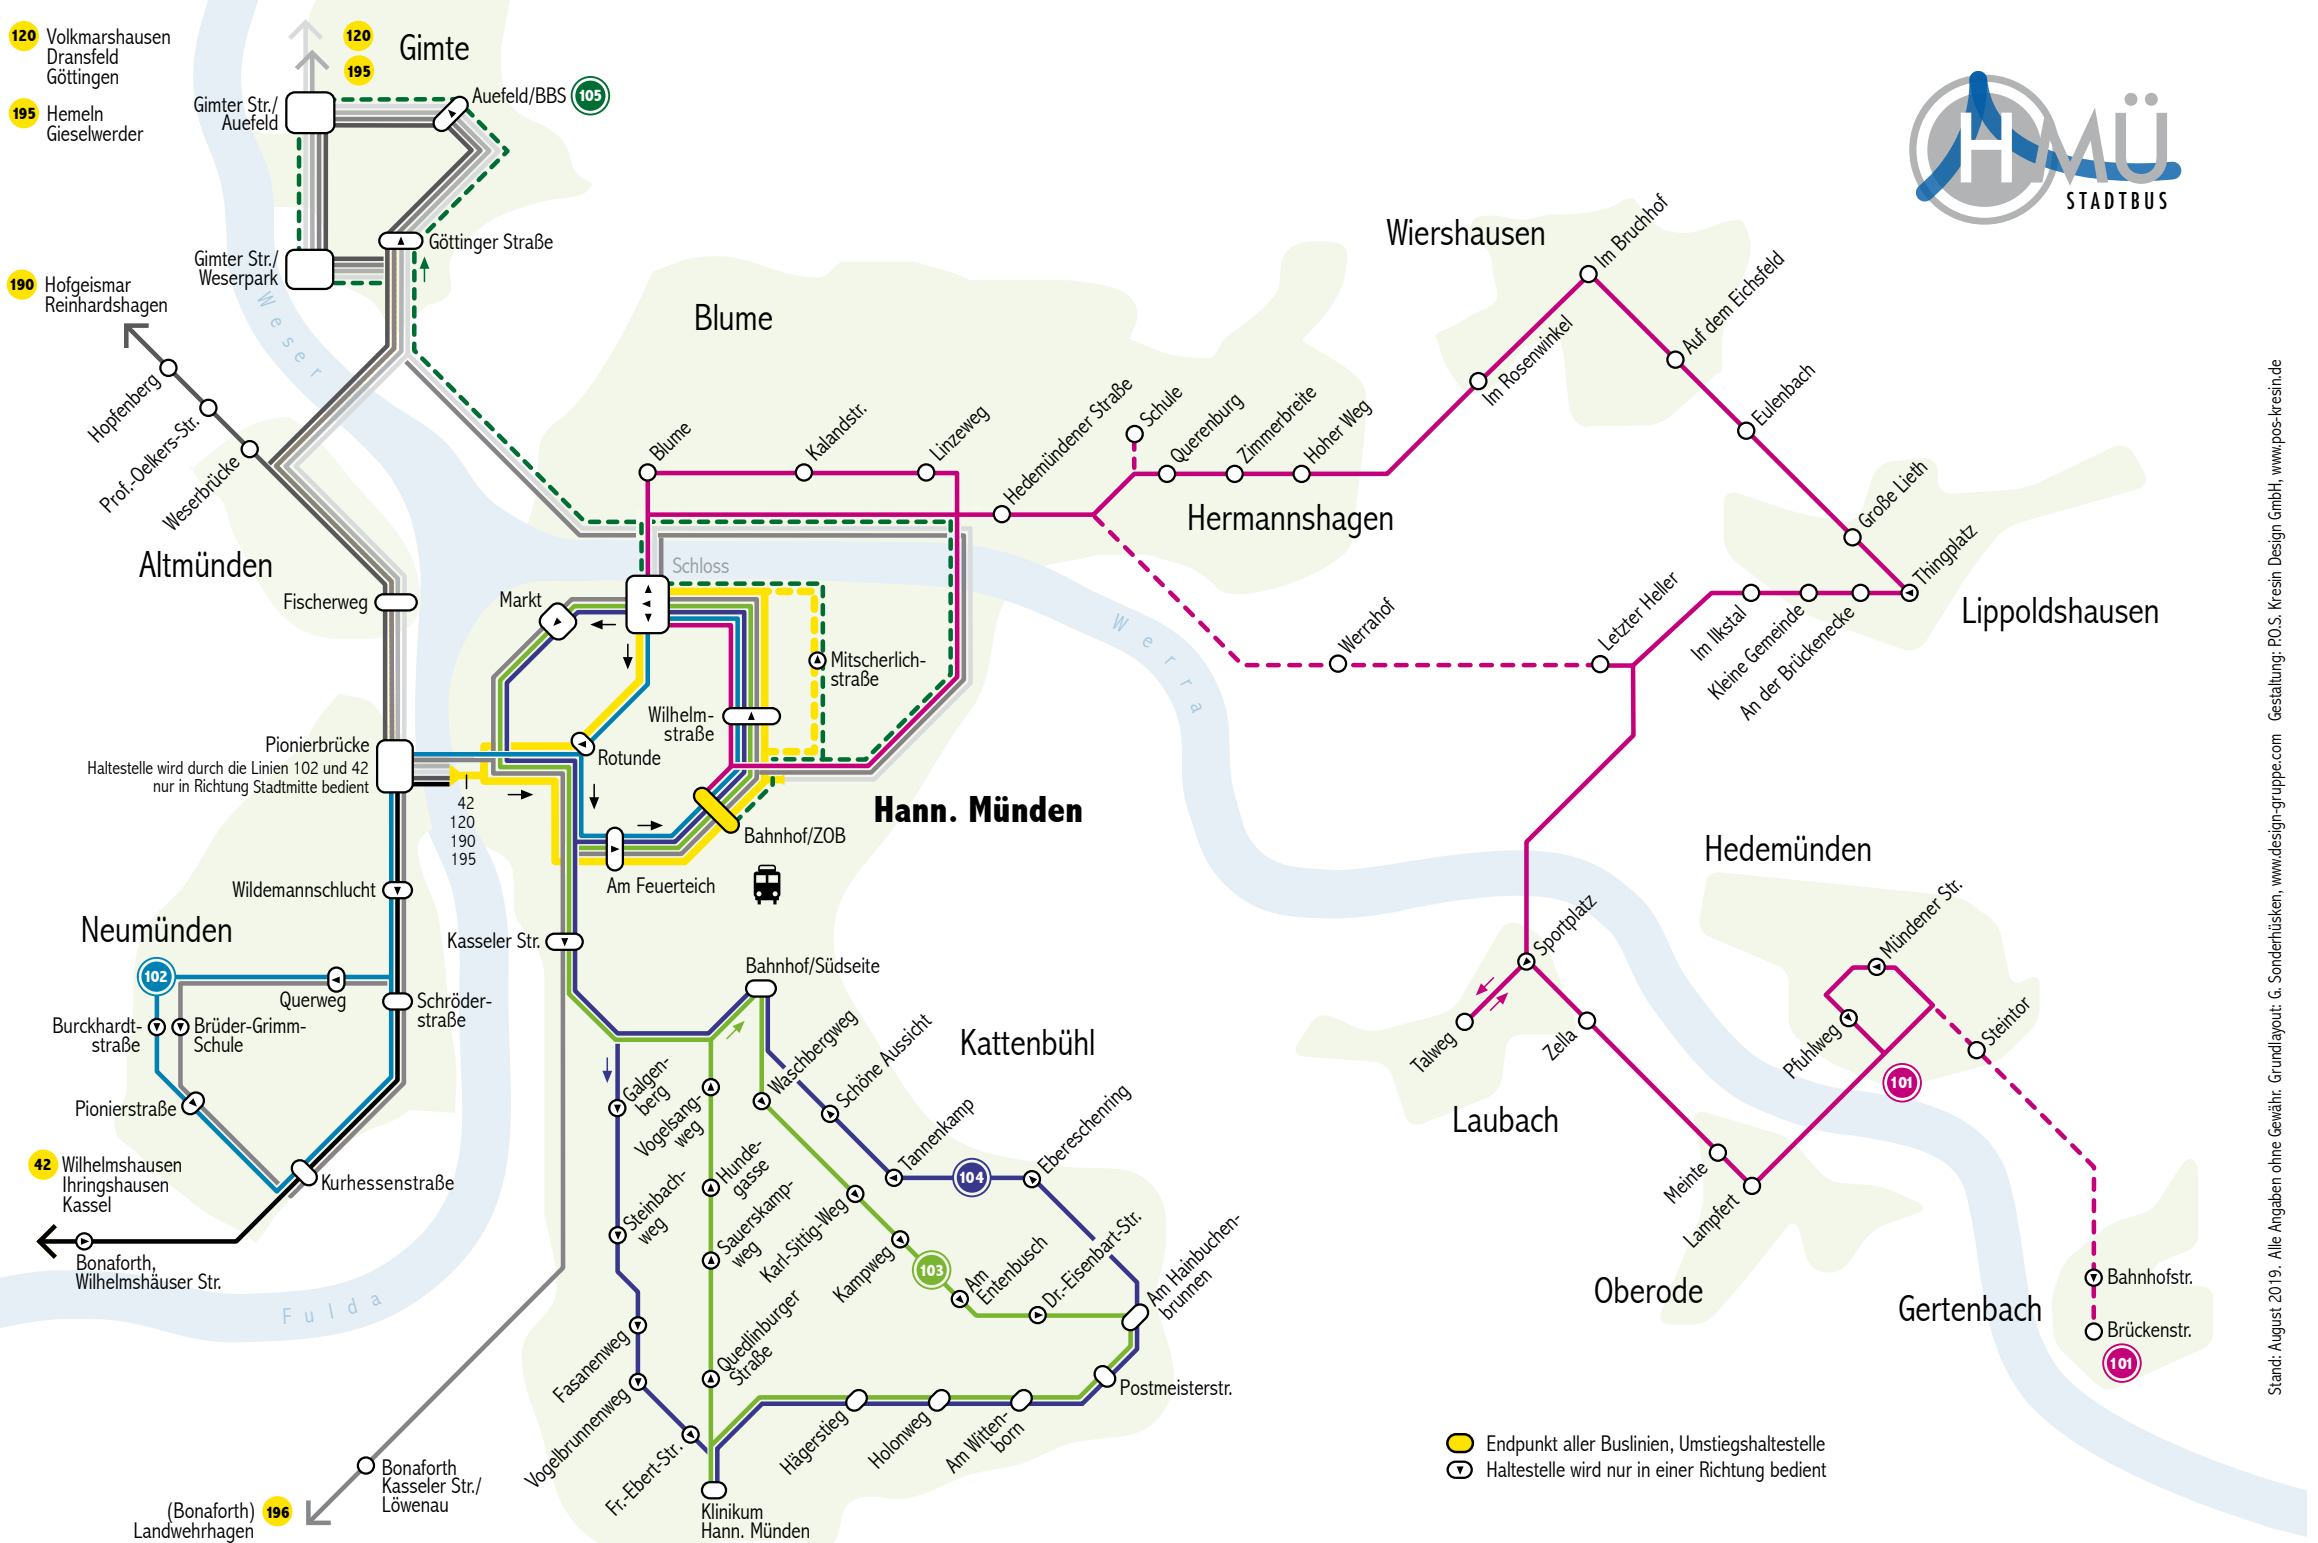 120 Volkmarshausen
Dransfeld
Göttingen
195 Hemeln
Gieselwerder
120
195
Gimte
Gimter Str./
Auefeld
Auefeld/BBS 105
Göttinger Straße
Gimter Str./
Weserpark
190 Hofgeismar
Reinhardshagen
Weser
Hopfenberg
Prof.-Oelkers-Str.
Weserbrücke
Altmünden
Fischerweg
HMÜ
STADTBUS
Blume
Blume
Kalandstr.
Linzeweg
Hedemündener Straße
Schule
Querenburg
Zimmerbreite
Hoher Weg
Hermannshagen
Wiershausen
Im Rosenwinkel
Im Bruchhof
Auf dem Eichsfeld
Eulenbach
Große Lieth
Thingplatz
Lippoldshausen
Im Ilkstal
Kleine Gemeinde
An der Brückenecke
Letzter Heller
Werrahof
Werra
Schloss
Markt
Mitscherlich-
straße
Wilhelm-
straße
Rotunde
Pionierbrücke
Haltestelle wird durch die Linien 102 und 42
nur in Richtung Stadtmitte bedient
42
120
190
195
Hann. Münden
Bahnhof/ZOB
Am Feuerteich
Wildemannschlucht
Neumünden
Kasseler Str.
102
Querweg
Schröder-
straße
Burckhardt-
straße
Brüder-Grimm-
Schule
Pionierstraße
42 Wilhelmshausen
Ihringshausen
Kassel
Kurhessenstraße
Bonaforth,
Wilhelmshäuser Str.
Fulda
Bahnhof/Südseite
Kattenbühl
Galgen-
berg
Vogelsang-
weg
Waschbergweg
Schöne Aussicht
Tannenkamp
104
Ebereschenring
Steinbach-
weg
Hunde-
gasse
Sauerskamp-
weg
Karl-Sittig-Weg
Kampweg
103
Am
Entenbusch
Dr.-Eisenbart-Str.
Am Hainbuchen-
brunnen
Fasanenweg
Quedlinburger
Straße
Vogelbrunnenweg
Fr.-Ebert-Str.
Hägerstieg
Holonweg
Am Witten-
born
Postmeisterstr.
Klinikum
Hann. Münden
Bonaforth
Kasseler Str./
Löwenau
(Bonaforth) 196
Landwehrhagen
Sportplatz
Talweg
Zella
Laubach
Meinte
Lampfert
Oberode
Hedemünden
Mündener Str.
Pfuhlweg
101
Steintor
Gertenbach
Bahnhofstr.
Brückenstr.
101
Endpunkt aller Buslinien, Umstiegshaltestelle
Haltestelle wird nur in einer Richtung bedient
Stand: August 2019. Alle Angaben ohne Gewähr. Grundlayout: G. Sonderhüsken, www.design-gruppe.com Gestaltung: P.O.S. Kresin Design GmbH, www.pos-kresin.de